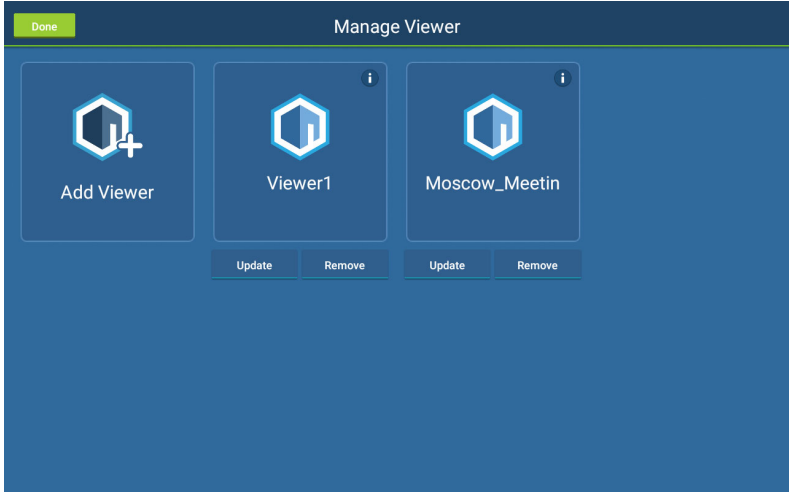 Done
Manage Viewer
Add Viewer
Viewer1
Moscow_Meetin
Update
Remove
Update
Remove